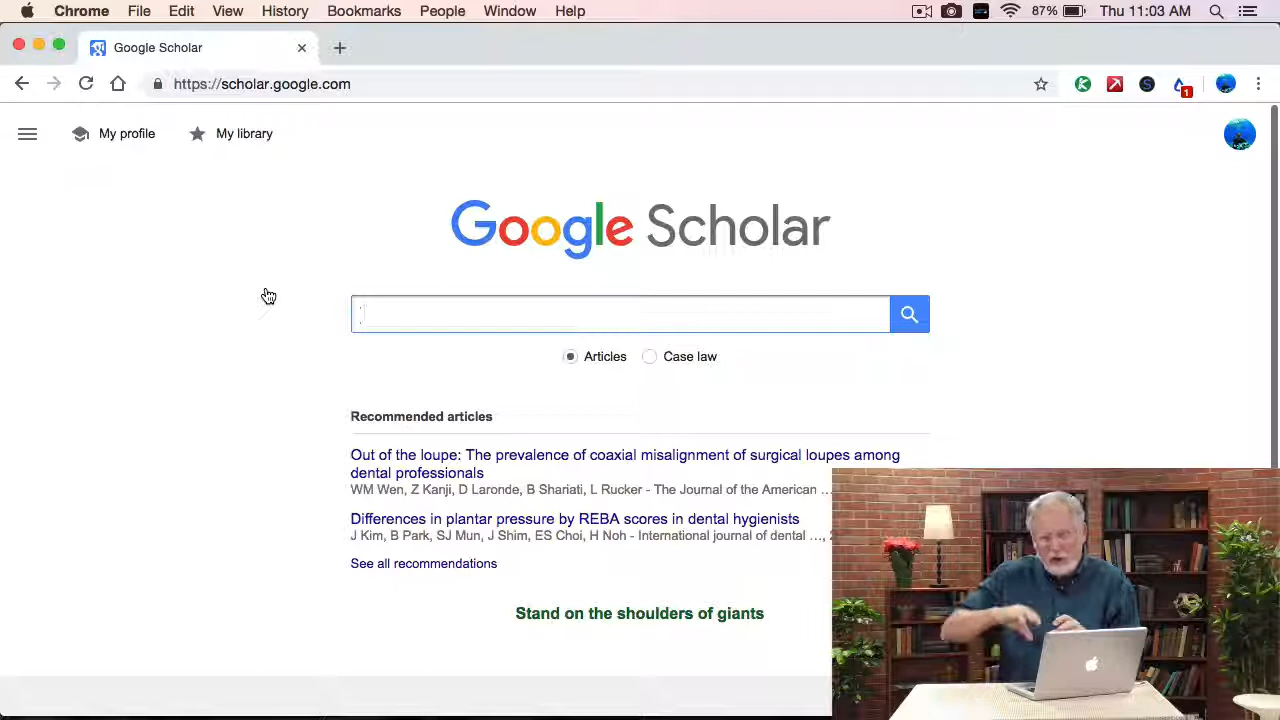 Chrome File Edit View History Bookmarks People Window Help 87% Thu 11:03 AM
Google Scholar
https://scholar.google.com
1
My profile My library
Google Scholar
Articles Case law
Recommended articles
Out of the loupe: The prevalence of coaxial misalignment of surgical loupes among
dental professionals
WM Wen, Z Kanji, D Laronde, B Shariati, L Rucker - The Journal of the American ...
Differences in plantar pressure by REBA scores in dental hygienists
J Kim, B Park, SJ Mun, J Shim, ES Choi, H Noh - International journal of dental ..., 2
See all recommendations
Stand on the shoulders of giants